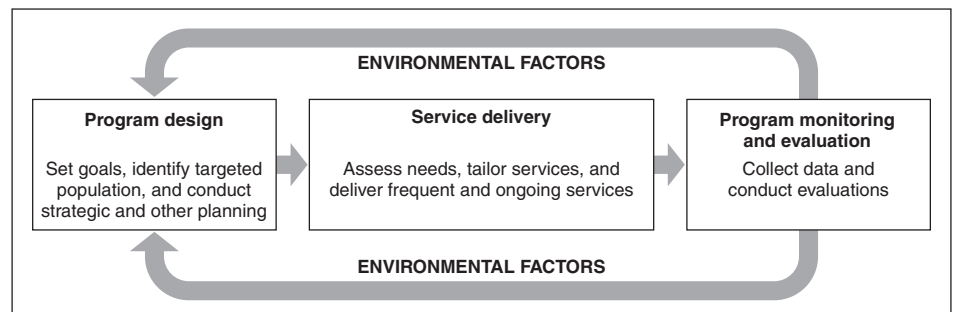 ENVIRONMENTAL FACTORS
Program design
Set goals, identify targeted
population, and conduct
strategic and other planning
Service delivery
Assess needs, tailor services, and
deliver frequent and ongoing services
Program monitoring
and evaluation
Collect data and
conduct evaluations
ENVIRONMENTAL FACTORS